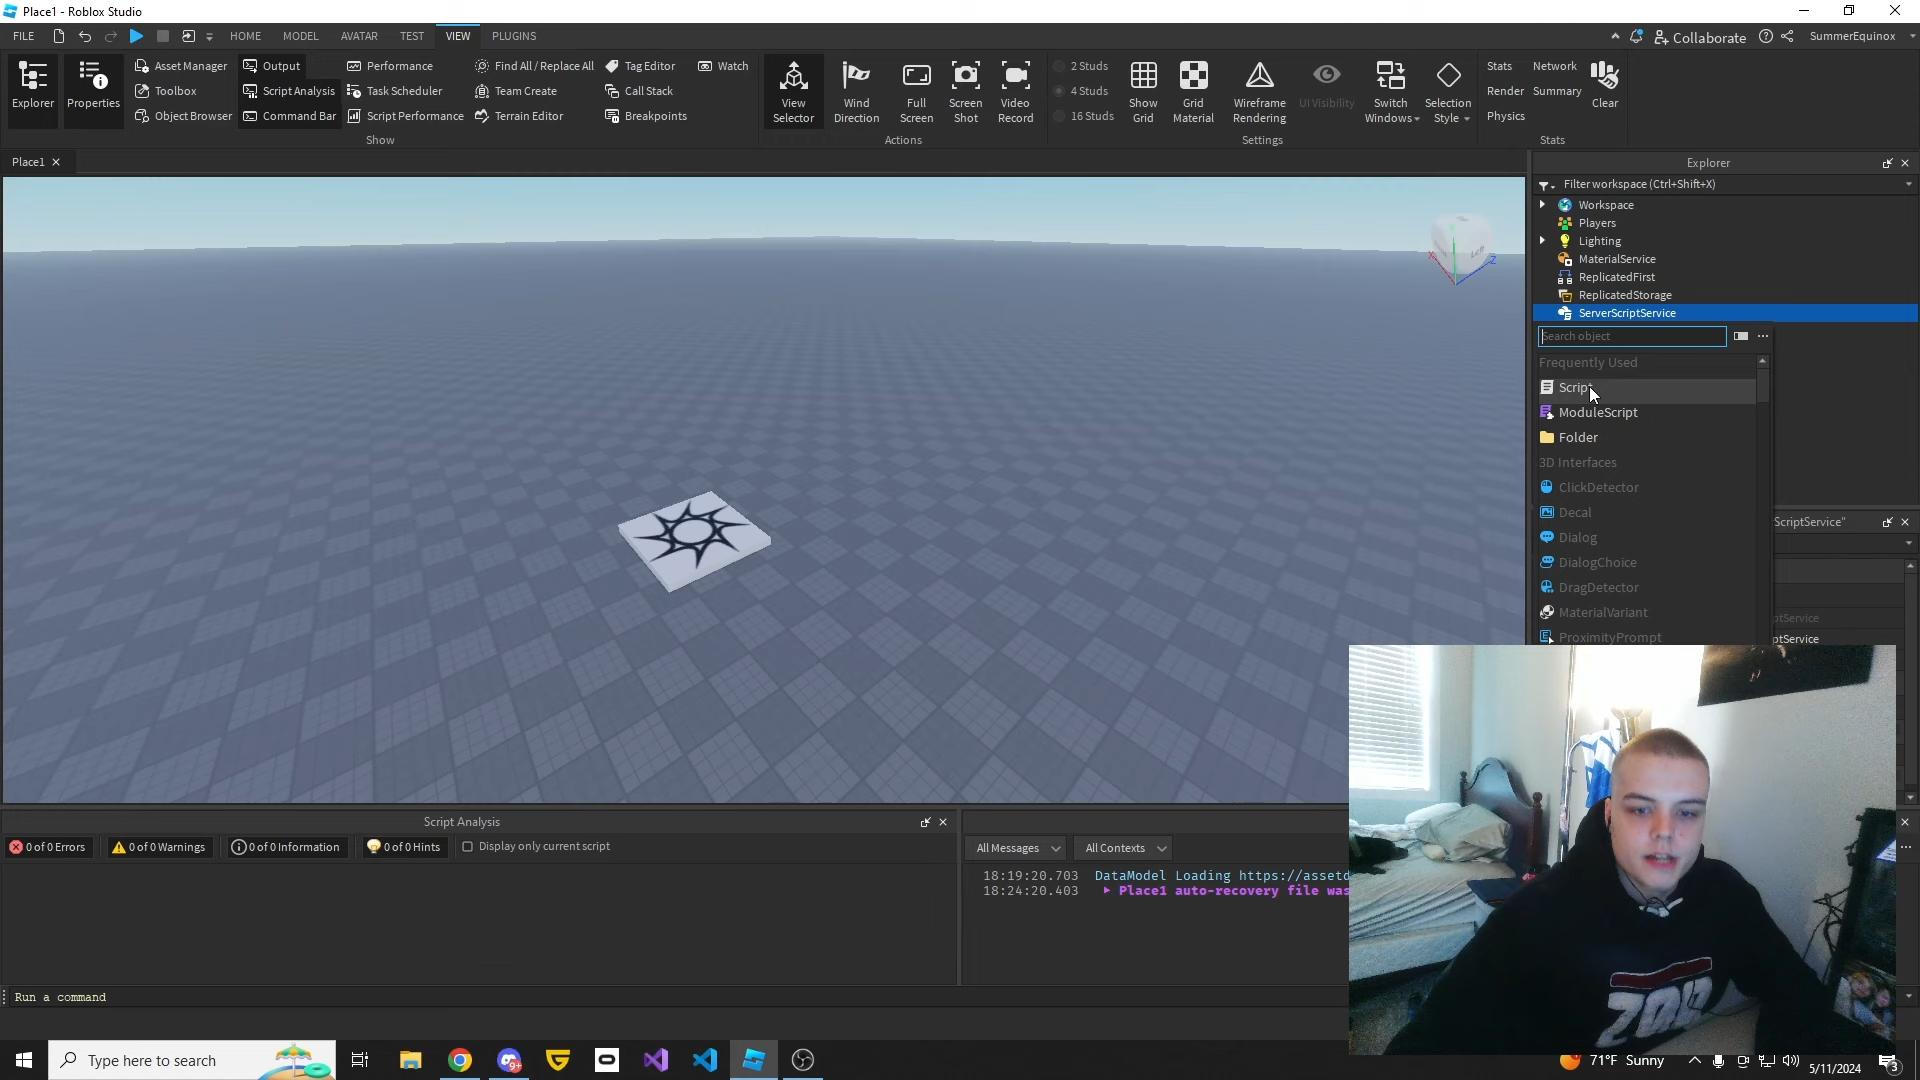 Place1 - Roblox Studio
FILE
HOME
MODEL
AVATAR
TEST
VIEW
PLUGINS
Collaborate
SummerEquinox
Explorer
Properties
Asset Manager
Toolbox
Object Browser
Output
Script Analysis
Command Bar
Performance
Task Scheduler
Script Performance
Find All / Replace All
Team Create
Terrain Editor
Tag Editor
Call Stack
Breakpoints
Watch
Show
View
Selector
Wind
Direction
Full
Screen
Screen
Shot
Video
Record
Actions
2 Studs
4 Studs
16 Studs
Show
Grid
Grid
Material
Wireframe
Rendering
UI Visibility
Switch
Windows
Selection
Style
Settings
Stats
Render
Physics
Network
Summary
Clear
Stats
Place1
Explorer
Filter workspace (Ctrl+Shift+X)
Workspace
Players
Lighting
MaterialService
ReplicatedFirst
ReplicatedStorage
ServerScriptService
Search object
Frequently Used
Script
ModuleScript
Folder
3D Interfaces
ClickDetector
Decal
Dialog
DialogChoice
DragDetector
MaterialVariant
ProximityPrompt
ScriptService"
ptService
ptService
X
Z
Script Analysis
0 of 0 Errors
0 of 0 Warnings
0 of 0 Information
0 of 0 Hints
Display only current script
All Messages
All Contexts
18:19:20.703 DataModel Loading https://assetd
18:24:20.403 Place1 auto-recovery file was
Run a command
Type here to search
9+
71°F Sunny
5/11/2024
3